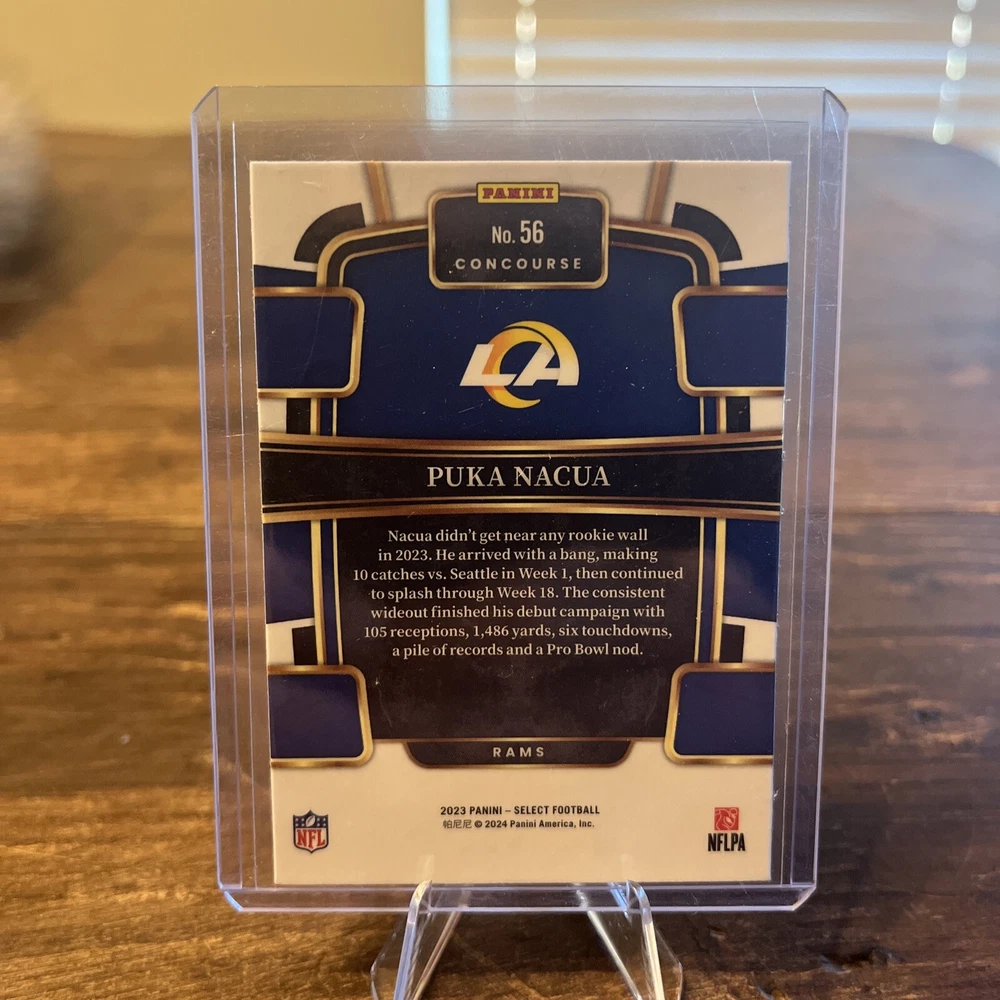 PANINI
No. 56
CONCOURSE
LA
PUKA NACUA
Nacua didn't get near any rookie wall
in 2023. He arrived with a bang, making
10 catches vs. Seattle in Week 1, then continued
to splash through Week 18. The consistent
wideout finished his debut campaign with
105 receptions, 1,486 yards, six touchdowns,
a pile of records and a Pro Bowl nod.
RAMS
2023 PANINI – SELECT FOOTBALL
帕尼尼 © 2024 Panini America, Inc.
NFL
NFLPA